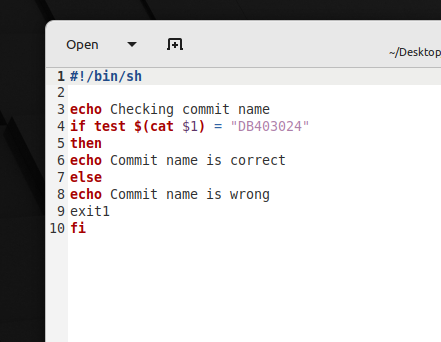 Open
~/Desktop
1 #!/bin/sh
2
3 echo Checking commit name
4 if test $(cat $1) = "DB403024"
5 then
6 echo Commit name is correct
7 else
8 echo Commit name is wrong
9 exit1
10 fi